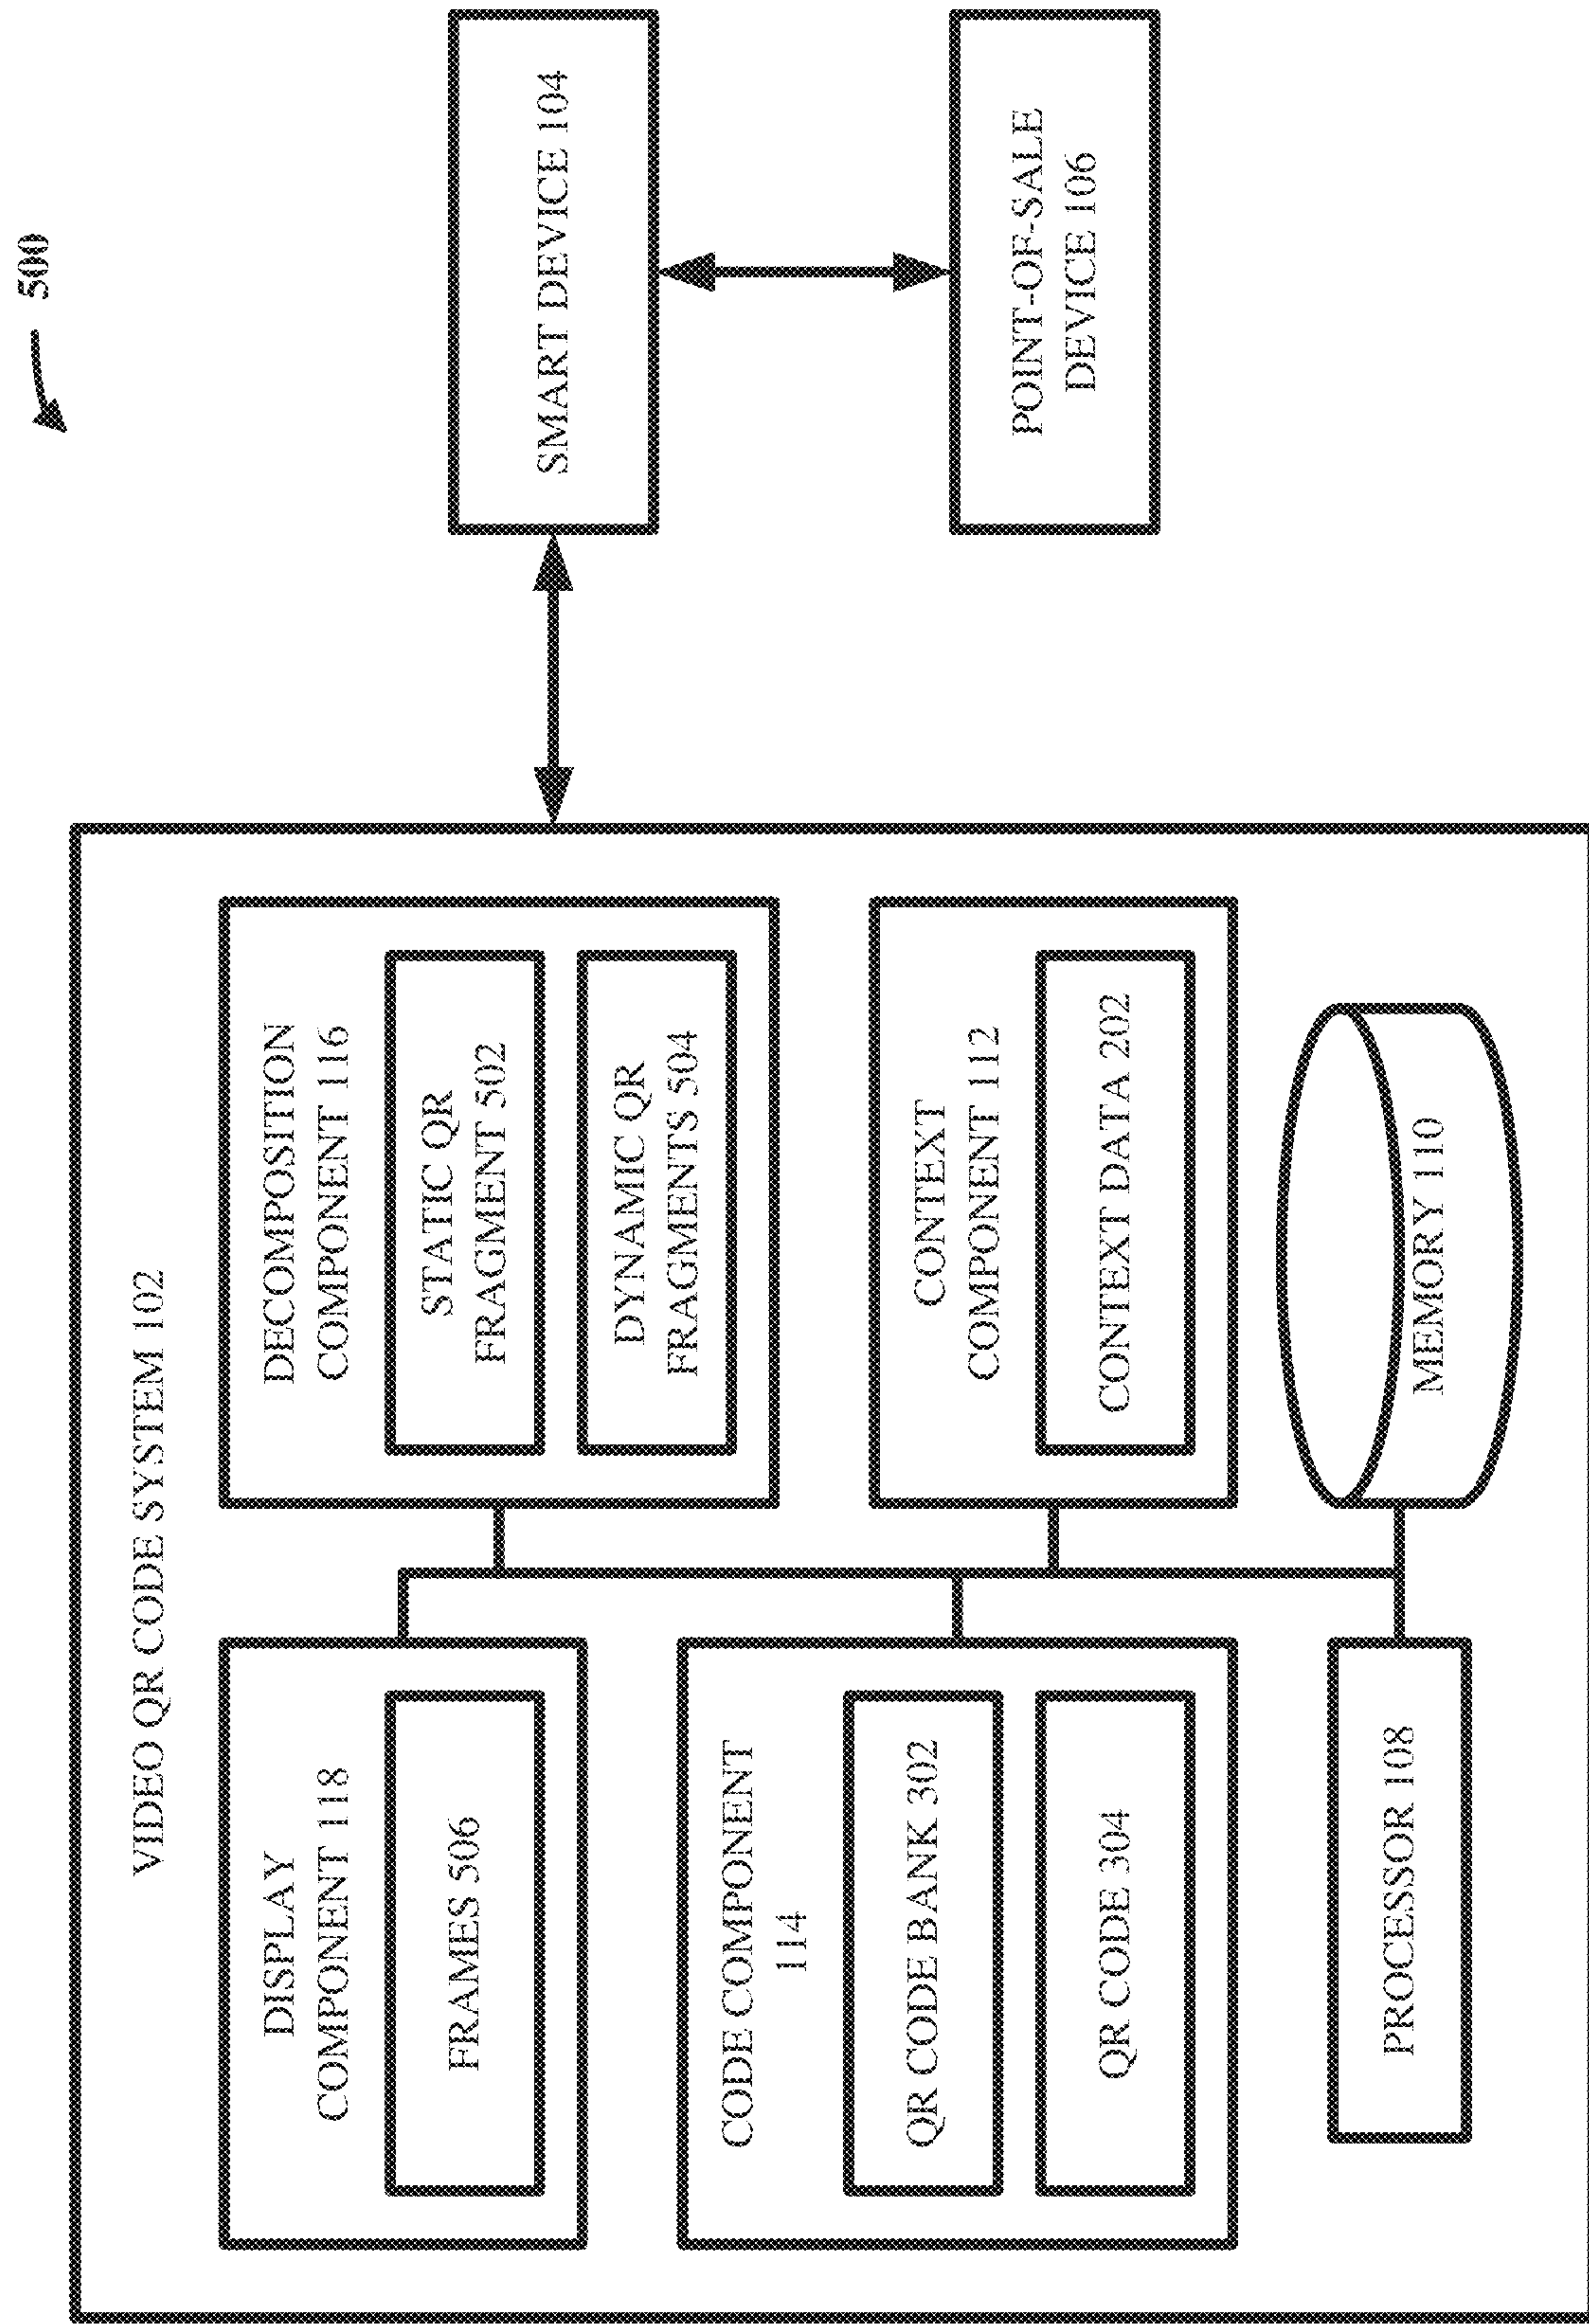 500
VIDEO QR CODE SYSTEM 102
DISPLAY
COMPONENT 118
FRAMES 506
DECOMPOSITION
COMPONENT 116
STATIC QR
FRAGMENT 502
DYNAMIC QR
FRAGMENTS 504
CODE COMPONENT
114
QR CODE BANK 302
QR CODE 304
CONTEXT
COMPONENT 112
CONTEXT DATA 202
PROCESSOR 108
MEMORY 110
SMART DEVICE 104
POINT-OF-SALE
DEVICE 106